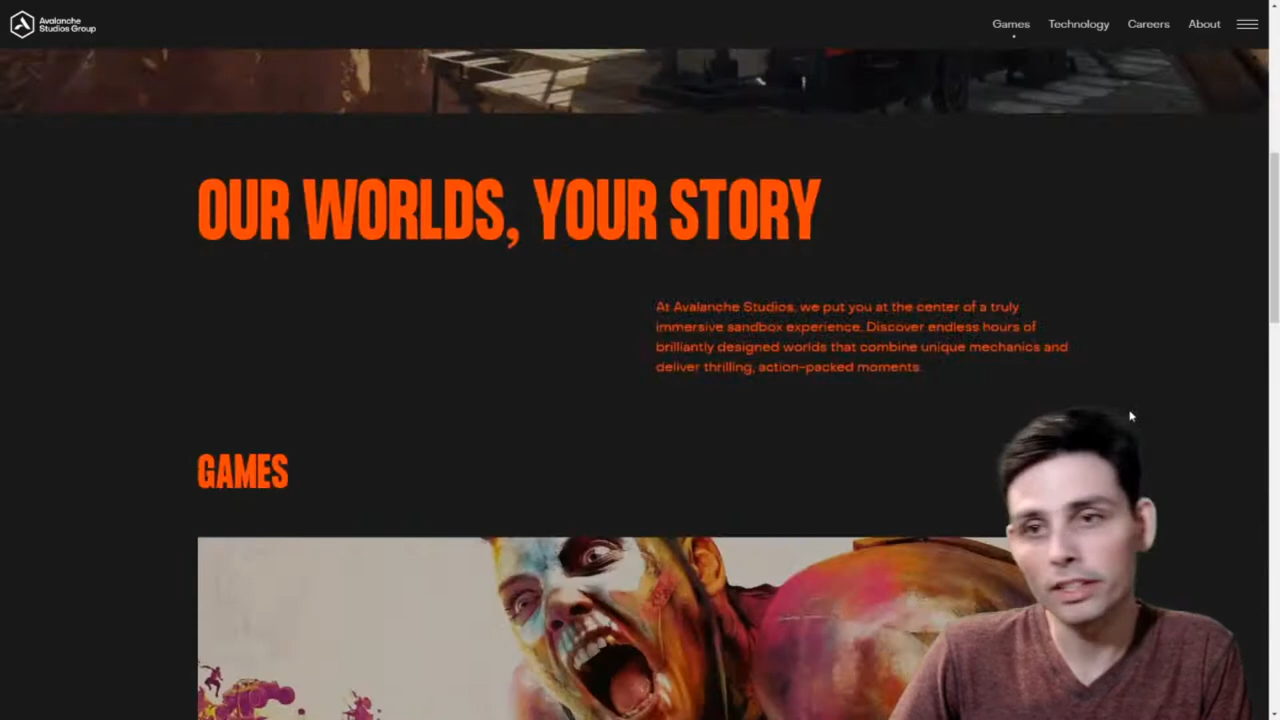 Avalanche
Studios Group
Games
Technology
Careers
About
OUR WORLDS, YOUR STORY
At Avalanche Studios, we put you at the center of a truly
immersive sandbox experience. Discover endless hours of
brilliantly designed worlds that combine unique mechanics and
deliver thrilling, action-packed moments.
GAMES